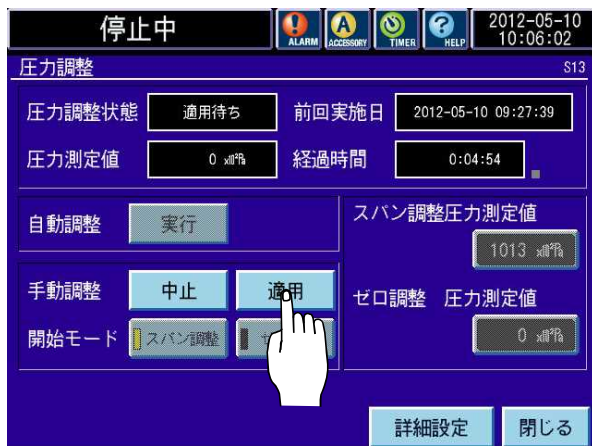 停止中
ALARM
ACCESSORY
TIMER
HELP
2012-05-10
10:06:02
圧力調整
S13
圧力調整状態 適用待ち 前回実施日 2012-05-10 09:27:39
圧力測定値 0 x10²Pa 経過時間 0:04:54
自動調整 実行
スパン調整圧力測定値
1013 x10²Pa
手動調整 中止 適用
ゼロ調整 圧力測定値
開始モード スパン調整
0 x10²Pa
詳細設定 閉じる